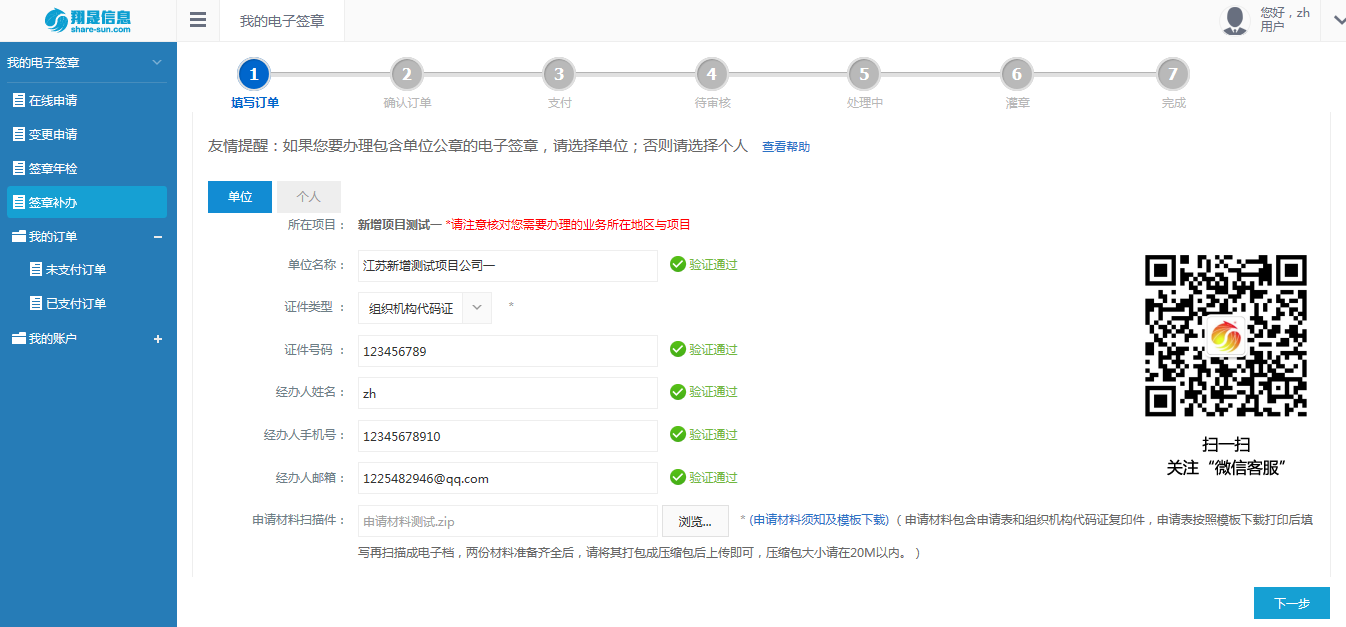 翔晟信息
share-sun.com
我的电子签章
您好，zh
用户
我的电子签章
在线申请
变更申请
签章年检
签章补办
我的订单
未支付订单
已支付订单
我的账户
1 2 3 4 5 6 7
填写订单 确认订单 支付 待审核 处理中 灌章 完成
友情提醒：如果您要办理包含单位公章的电子签章，请选择单位；否则请选择个人 查看帮助
单位 个人
所在项目： 新增项目测试一 *请注意核对您需要办理的业务所在地区与项目
单位名称： 江苏新增测试项目公司一 验证通过
证件类型 ： 组织机构代码证 *
证件号码 ： 123456789 验证通过
经办人姓名： zh 验证通过
经办人手机号： 12345678910 验证通过
经办人邮箱： 1225482946@qq.com 验证通过
申请材料扫描件： 申请材料测试.zip 浏览... * (申请材料须知及模板下载)（申请材料包含申请表和组织机构代码证复印件，申请表按照模板下载打印后填
写再扫描成电子档，两份材料准备齐全后，请将其打包成压缩包后上传即可，压缩包大小请在20M以内。）
扫一扫
关注“微信客服”
下一步